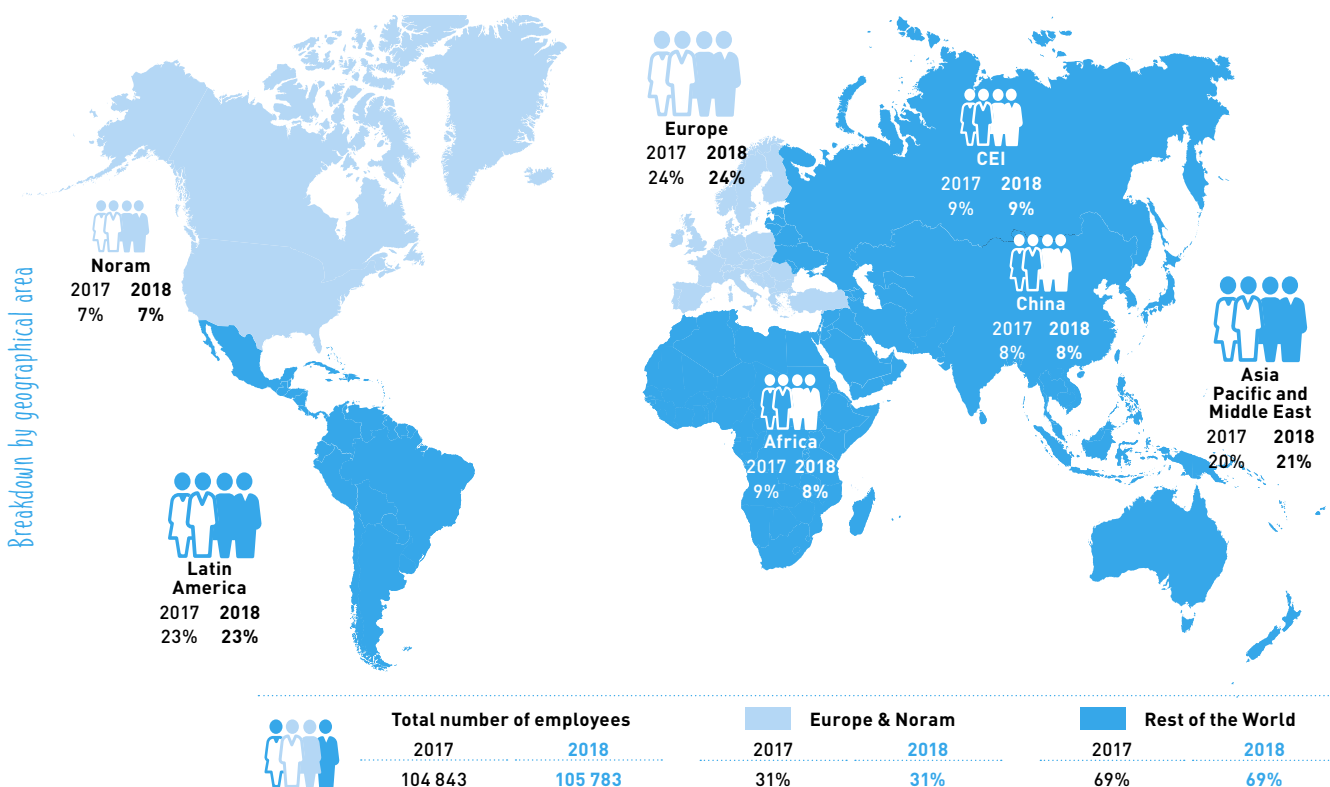 Breakdown by geographical area
Noram
2017 2018
7% 7%
Latin
America
2017 2018
23% 23%
Europe
2017 2018
24% 24%
CEI
2017 2018
9% 9%
China
2017 2018
8% 8%
Africa
2017 2018
9% 8%
Asia
Pacific and
Middle East
2017 2018
20% 21%
Total number of employees
2017 2018
104 843 105 783
Europe & Noram
2017 2018
31% 31%
Rest of the World
2017 2018
69% 69%